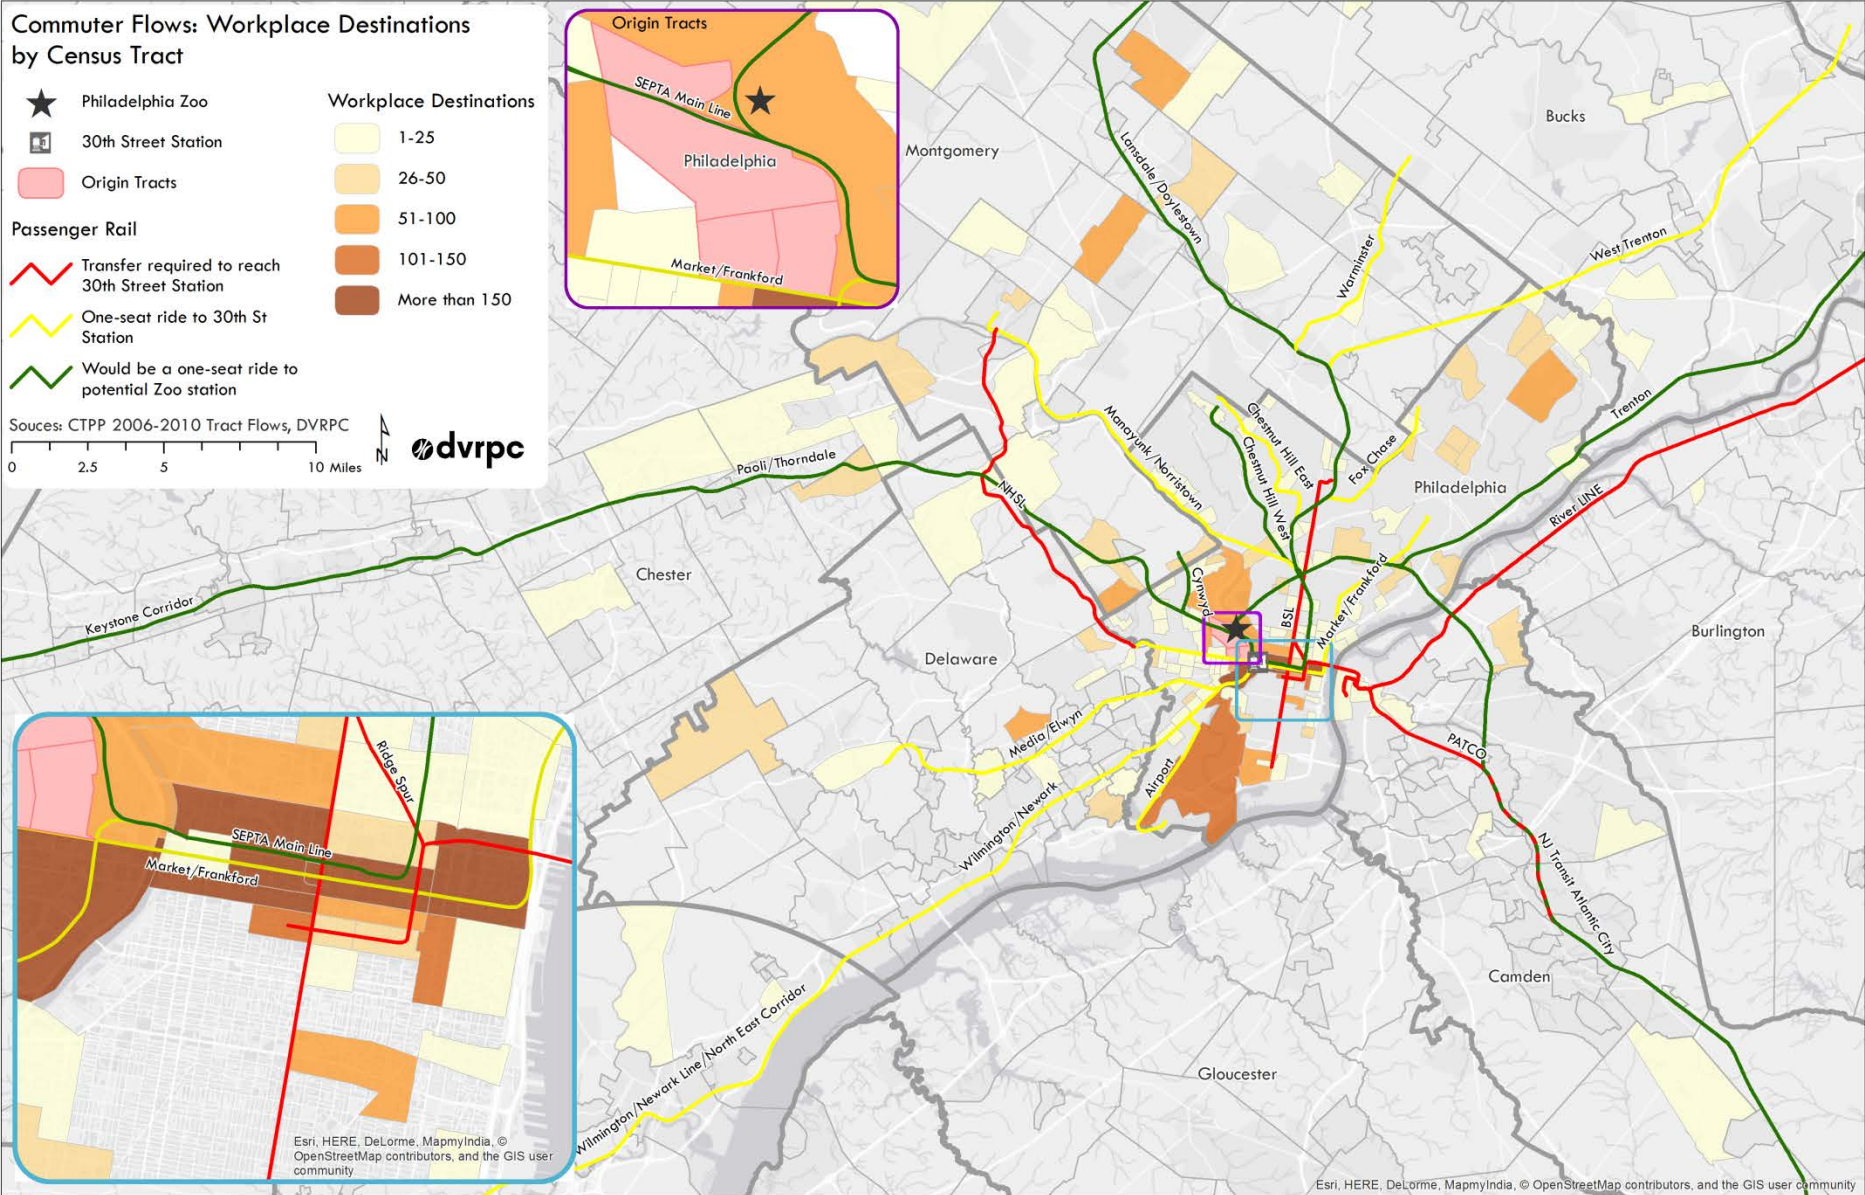 Commuter Flows: Workplace Destinations
by Census Tract
Philadelphia Zoo
30th Street Station
Origin Tracts
Passenger Rail
Transfer required to reach
30th Street Station
One-seat ride to 30th St
Station
Would be a one-seat ride to
potential Zoo station
Workplace Destinations
1-25
26-50
51-100
101-150
More than 150
Souces: CTPP 2006-2010 Tract Flows, DVRPC
0 2.5 5 10 Miles
N
dvrpc
Origin Tracts
SEPTA Main Line
Philadelphia
Market/Frankford
Montgomery
Bucks
Lansdale/Doylestown
Warminster
West Trenton
Trenton
River LINE
Philadelphia
Fox Chase
Chestnut Hill East
Chestnut Hill West
Manayunk/Norristown
NHSL
Paoli/Thorndale
Keystone Corridor
Chester
Cynwyd
BSL
Market/Frankford
Burlington
Delaware
Media/Elwyn
Airport
Wilmington/Newark
PATCO
NJ Transit Atlantic City
Camden
Gloucester
Wilmington/Newark Line/North East Corridor
Ridge Spur
SEPTA Main Line
Market/Frankford
Esri, HERE, DeLorme, MapmyIndia, ©
OpenStreetMap contributors, and the GIS user
community
Esri, HERE, DeLorme, MapmyIndia, © OpenStreetMap contributors, and the GIS user community